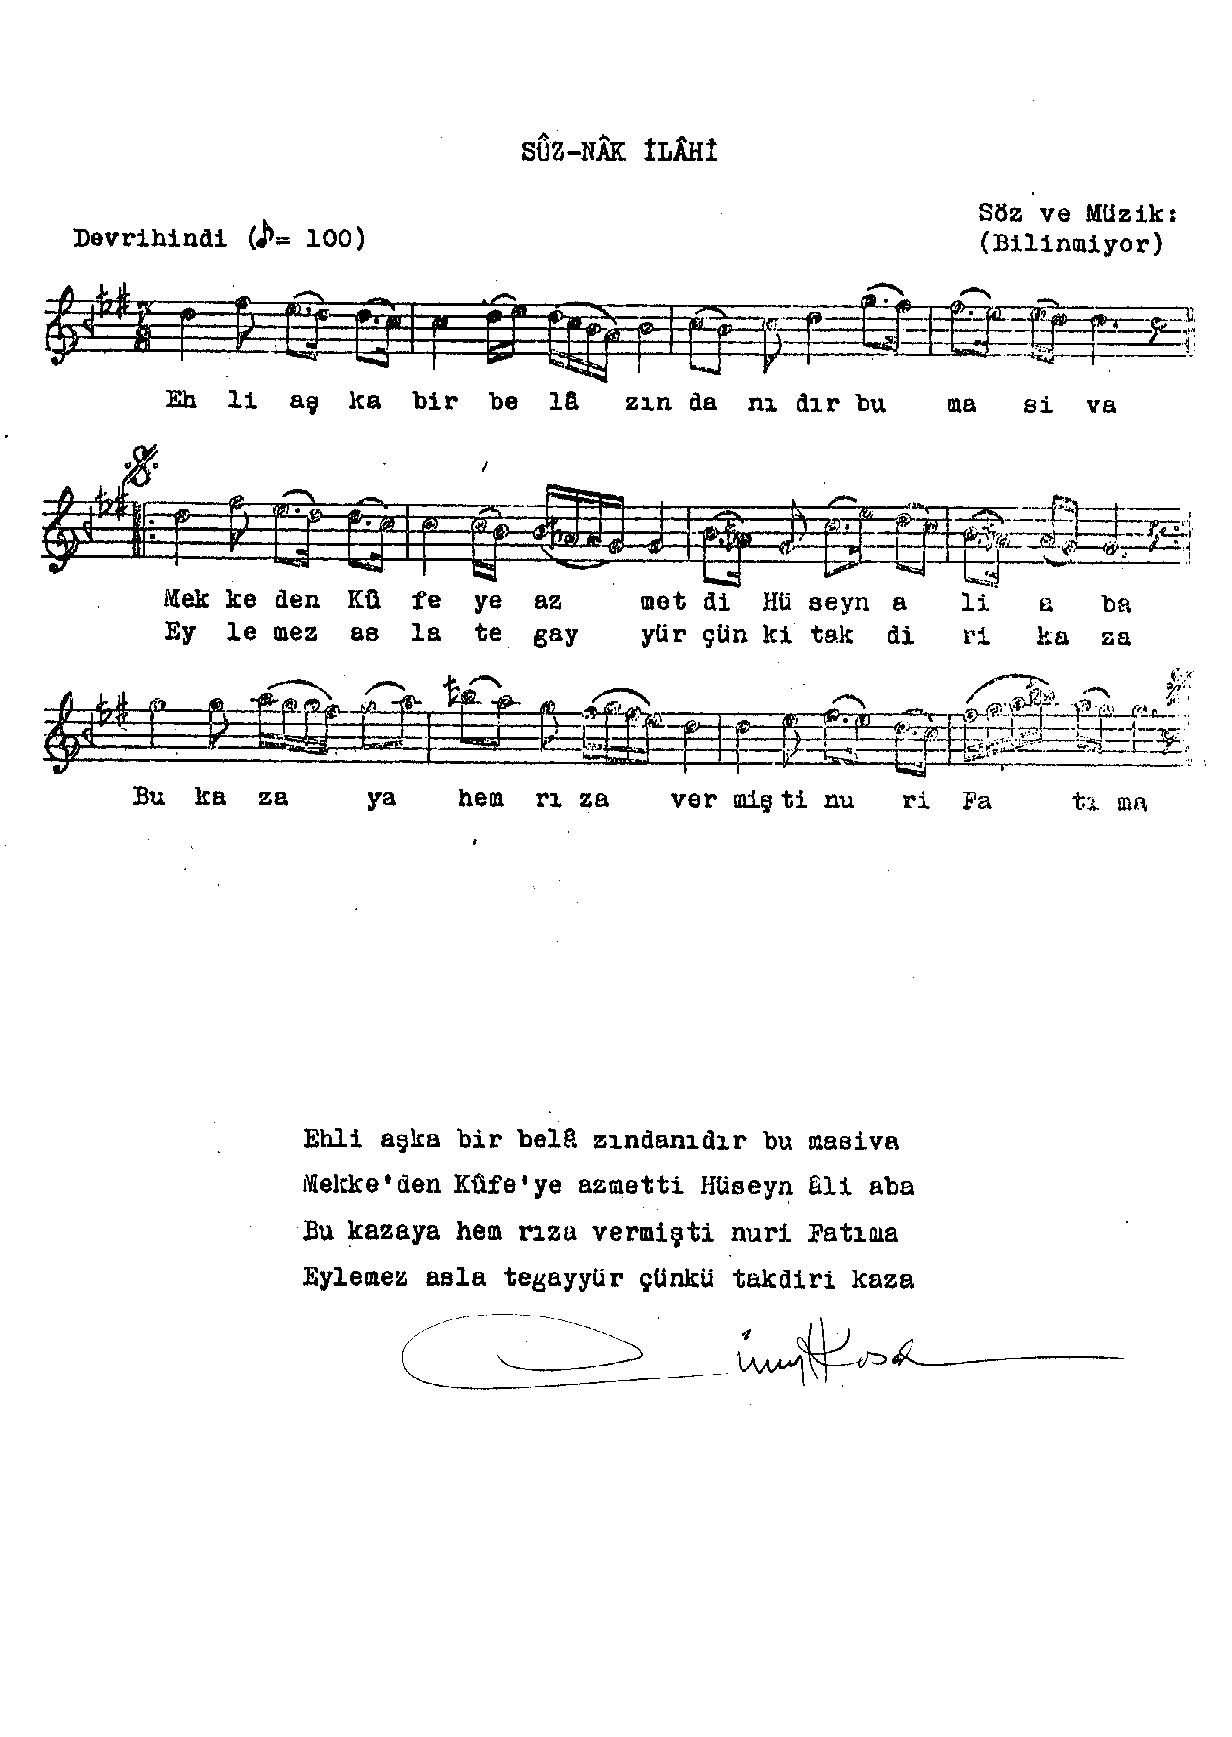 SÛZ-NÂK İLÂHİ
Söz ve Müzik:
Devrihindi (♪= 100)
(Bilinmiyor)
Eh li aş ka bir be lâ zın da nı dır bu ma si va
Mek ke den Kû fe ye az met di Hü seyn a li a ba
Ey le mez as la te gay yür çün ki tak di ri ka za
Bu ka za ya hem rı za ver miş ti nu ri Fa tı ma
Ehli aşka bir belâ zındanıdır bu masiva
Mekke'den Kûfe'ye azmetti Hüseyn âli aba
Bu kazaya hem rıza vermişti nuri Fatıma
Eylemez asla tegayyür çünkü takdiri kaza